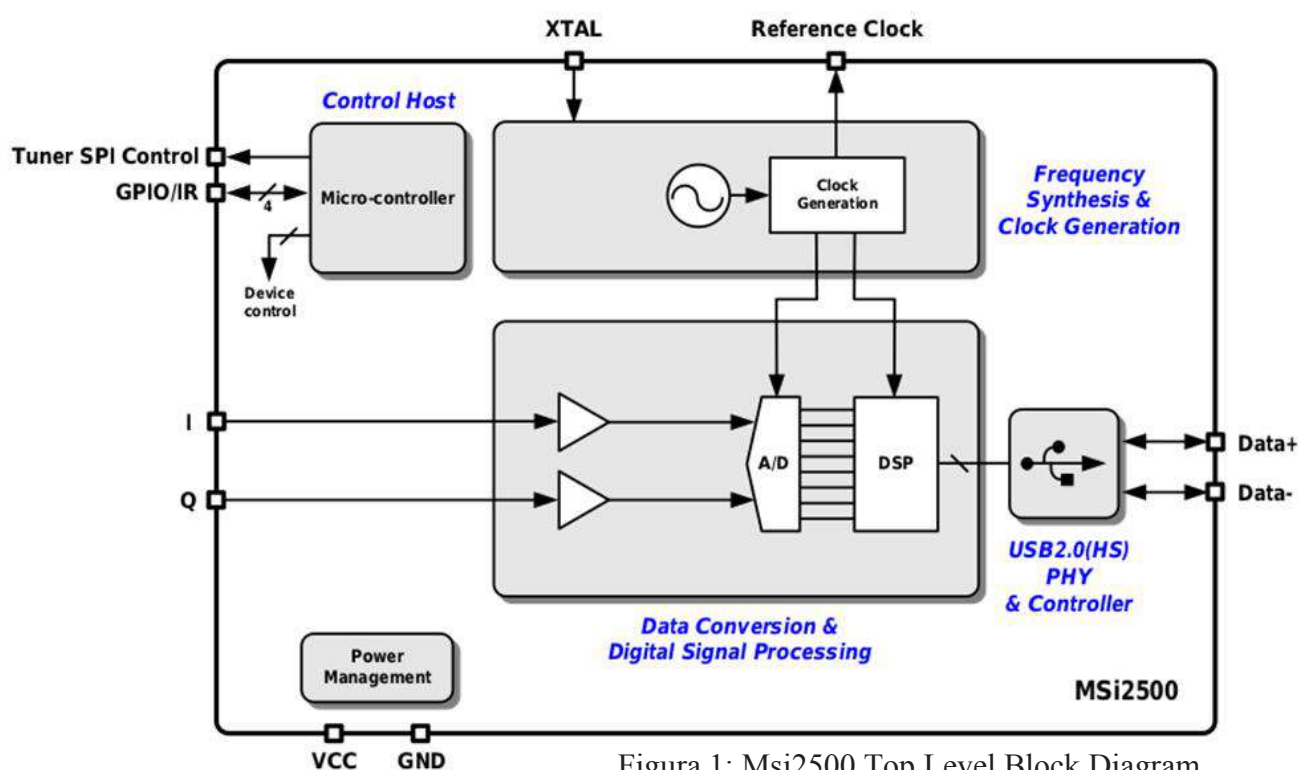 XTAL
Reference Clock
Control Host
Tuner SPI Control
GPIO/IR
4
Micro-controller
Device
control
Clock
Generation
Frequency
Synthesis &
Clock Generation
I
Q
A/D
DSP
Data+
Data-
USB2.0(HS)
PHY
& Controller
Data Conversion &
Digital Signal Processing
Power
Management
MSi2500
VCC
GND
Figura 1: Msi2500 Top Level Block Diagram